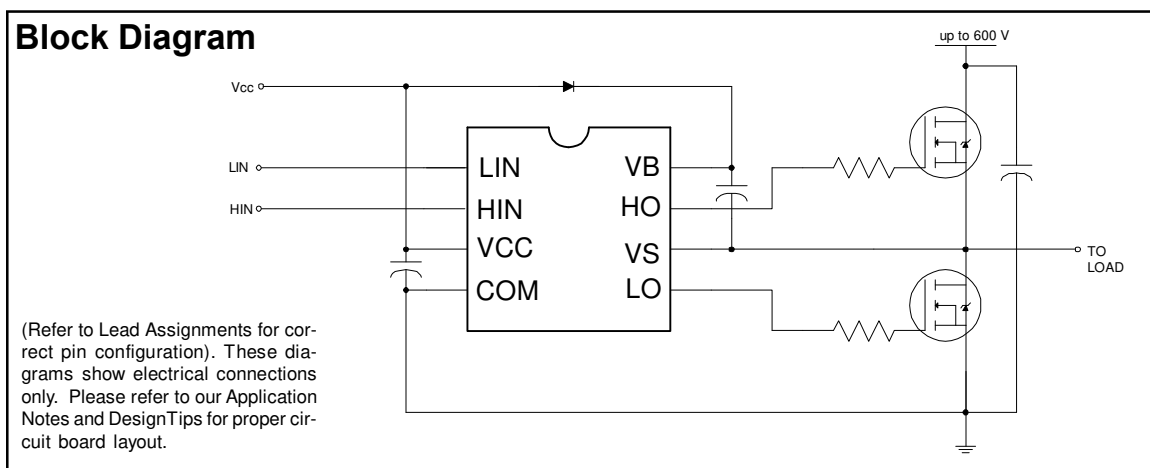 Block Diagram
up to 600 V
Vcc
LIN
HIN
LIN
HIN
VCC
COM
VB
HO
VS
LO
TO
LOAD
(Refer to Lead Assignments for cor-
rect pin configuration). These dia-
grams show electrical connections
only. Please refer to our Application
Notes and DesignTips for proper cir-
cuit board layout.